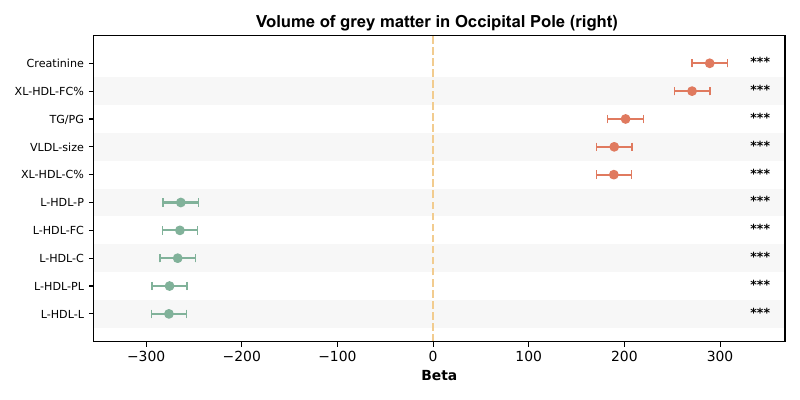 Volume of grey matter in Occipital Pole (right)
Creatinine ***
XL-HDL-FC% ***
TG/PG ***
VLDL-size ***
XL-HDL-C% ***
L-HDL-P ***
L-HDL-FC ***
L-HDL-C ***
L-HDL-PL ***
L-HDL-L ***
−300 −200 −100 0 100 200 300
Beta